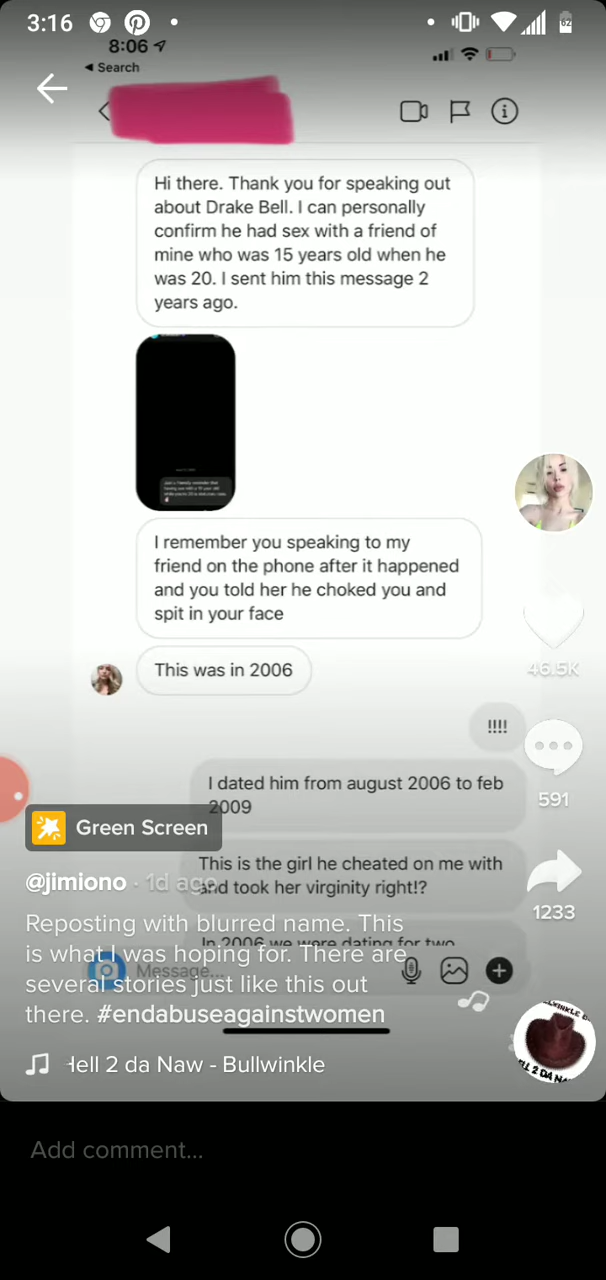 3:16
62
8:06
Search
Hi there. Thank you for speaking out
about Drake Bell. I can personally
confirm he had sex with a friend of
mine who was 15 years old when he
was 20. I sent him this message 2
years ago.
I remember you speaking to my
friend on the phone after it happened
and you told her he choked you and
spit in your face
This was in 2006
!!!!
46.5K
I dated him from august 2006 to feb
2009
591
Green Screen
This is the girl he cheated on me with
and took her virginity right!?
@jimiono · 1d ago
1233
In 2006 we were dating for two
Message...
Reposting with blurred name. This
is what I was hoping for. There are
several stories just like this out
there. #endabuseagainstwomen
Hell 2 da Naw - Bullwinkle
Add comment...